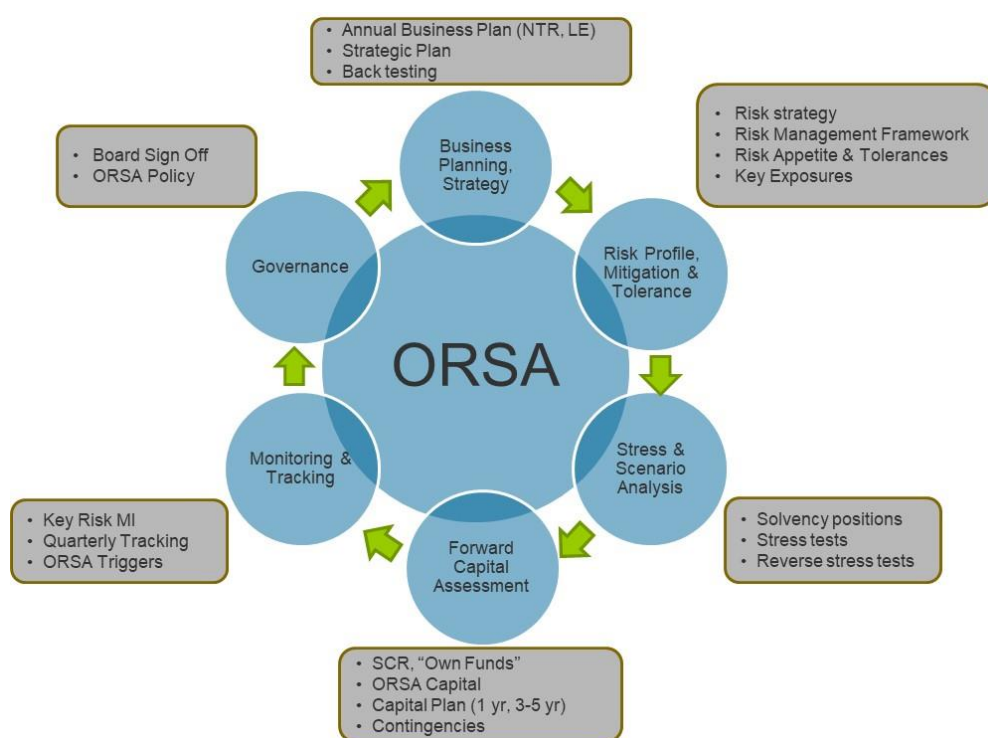 • Annual Business Plan (NTR, LE)
• Strategic Plan
• Back testing
Business
Planning,
Strategy
• Risk strategy
• Risk Management Framework
• Risk Appetite & Tolerances
• Key Exposures
Risk Profile,
Mitigation &
Tolerance
Stress &
Scenario
Analysis
• Solvency positions
• Stress tests
• Reverse stress tests
Forward
Capital
Assessment
• SCR, “Own Funds”
• ORSA Capital
• Capital Plan (1 yr, 3-5 yr)
• Contingencies
Monitoring &
Tracking
• Key Risk MI
• Quarterly Tracking
• ORSA Triggers
Governance
• Board Sign Off
• ORSA Policy
ORSA